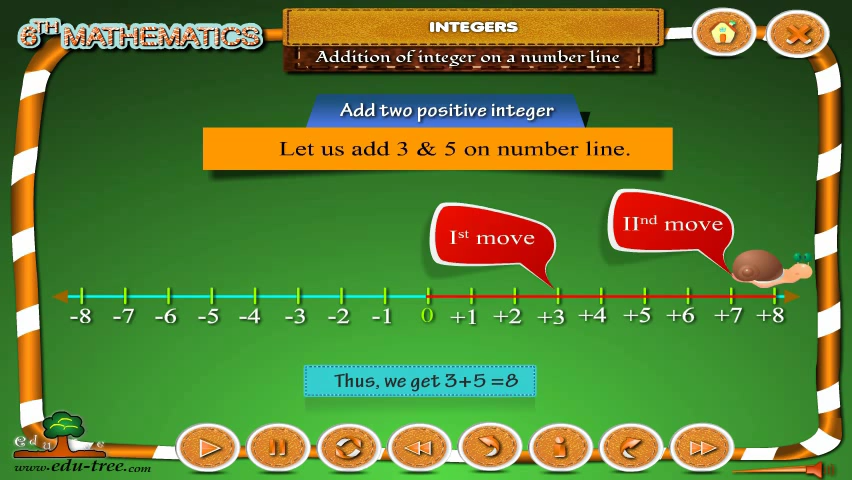 6TH MATHEMATICS
INTEGERS
Addition of integer on a number line
Add two positive integer
Let us add 3 & 5 on number line.
Ist move
IInd move
-8 -7 -6 -5 -4 -3 -2 -1 0 +1 +2 +3 +4 +5 +6 +7 +8
Thus, we get 3+5 =8
www.edu-tree.com